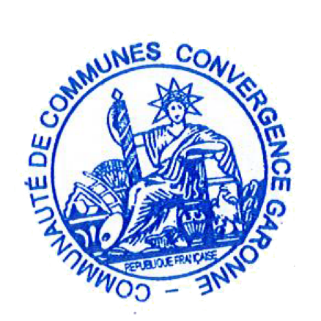 COMMUNAUTÉ DE COMMUNES CONVERGENCE GARONNE –
REPUBLIQUE FRANÇAISE